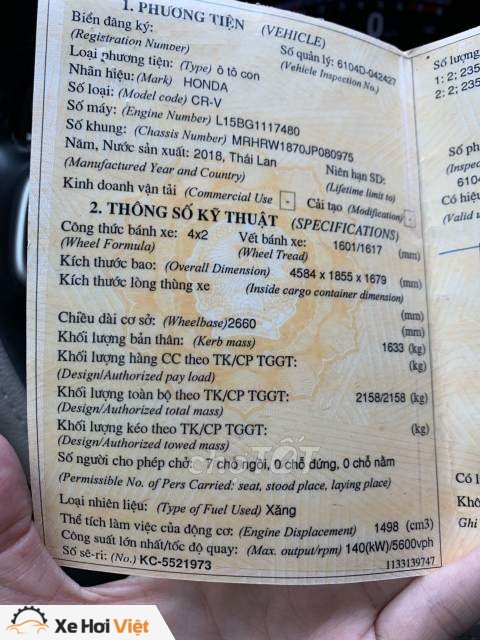 1. PHƯƠNG TIỆN (VEHICLE)
Biển đăng ký:
(Registration Number)
Số quản lý: 6104D-042427
(Vehicle Inspection No.)
Loại phương tiện: (Type) ô tô con
Nhãn hiệu: (Mark) HONDA
Số loại: (Model code) CR-V
Số máy: (Engine Number) L15BG1117480
Số khung: (Chassis Number) MRHRW1870JP080975
Năm, Nước sản xuất: 2018, Thái Lan
(Manufactured Year and Country)
Niên hạn SD:
(Lifetime limit to)
Kinh doanh vận tải (Commercial Use) - Cải tạo (Modification) -
2. THÔNG SỐ KỸ THUẬT (SPECIFICATIONS)
Công thức bánh xe: 4x2 Vết bánh xe: 1601/1617 (mm)
(Wheel Formula) (Wheel Tread)
Kích thước bao: (Overall Dimension) 4584 x 1855 x 1679 (mm)
Kích thước lòng thùng xe (Inside cargo container dimension)
(mm)
Chiều dài cơ sở: (Wheelbase) 2660 (mm)
Khối lượng bản thân: (Kerb mass) 1633 (kg)
Khối lượng hàng CC theo TK/CP TGGT: (kg)
(Design/Authorized pay load)
Khối lượng toàn bộ theo TK/CP TGGT: 2158/2158 (kg)
(Design/Authorized total mass)
Khối lượng kéo theo TK/CP TGGT: (kg)
(Design/Authorized towed mass)
Số người cho phép chở: 7 chỗ ngồi, 0 chỗ đứng, 0 chỗ nằm
(Permissible No. of Pers Carried: seat, stood place, laying place)
Loại nhiên liệu: (Type of Fuel Used) Xăng
Thể tích làm việc của động cơ: (Engine Displacement) 1498 (cm3)
Công suất lớn nhất/tốc độ quay: (Max. output/rpm) 140(kW)/5600vph
Số sê-ri: (No.) KC-5521973
1133139747
Số lượng
1: 2; 235
2: 2; 235
Số ph
(Inspec
6104
Có hiệu
(Valid u
Có l
Khô
Ghi
chợ TỐT
Xe Hơi Việt